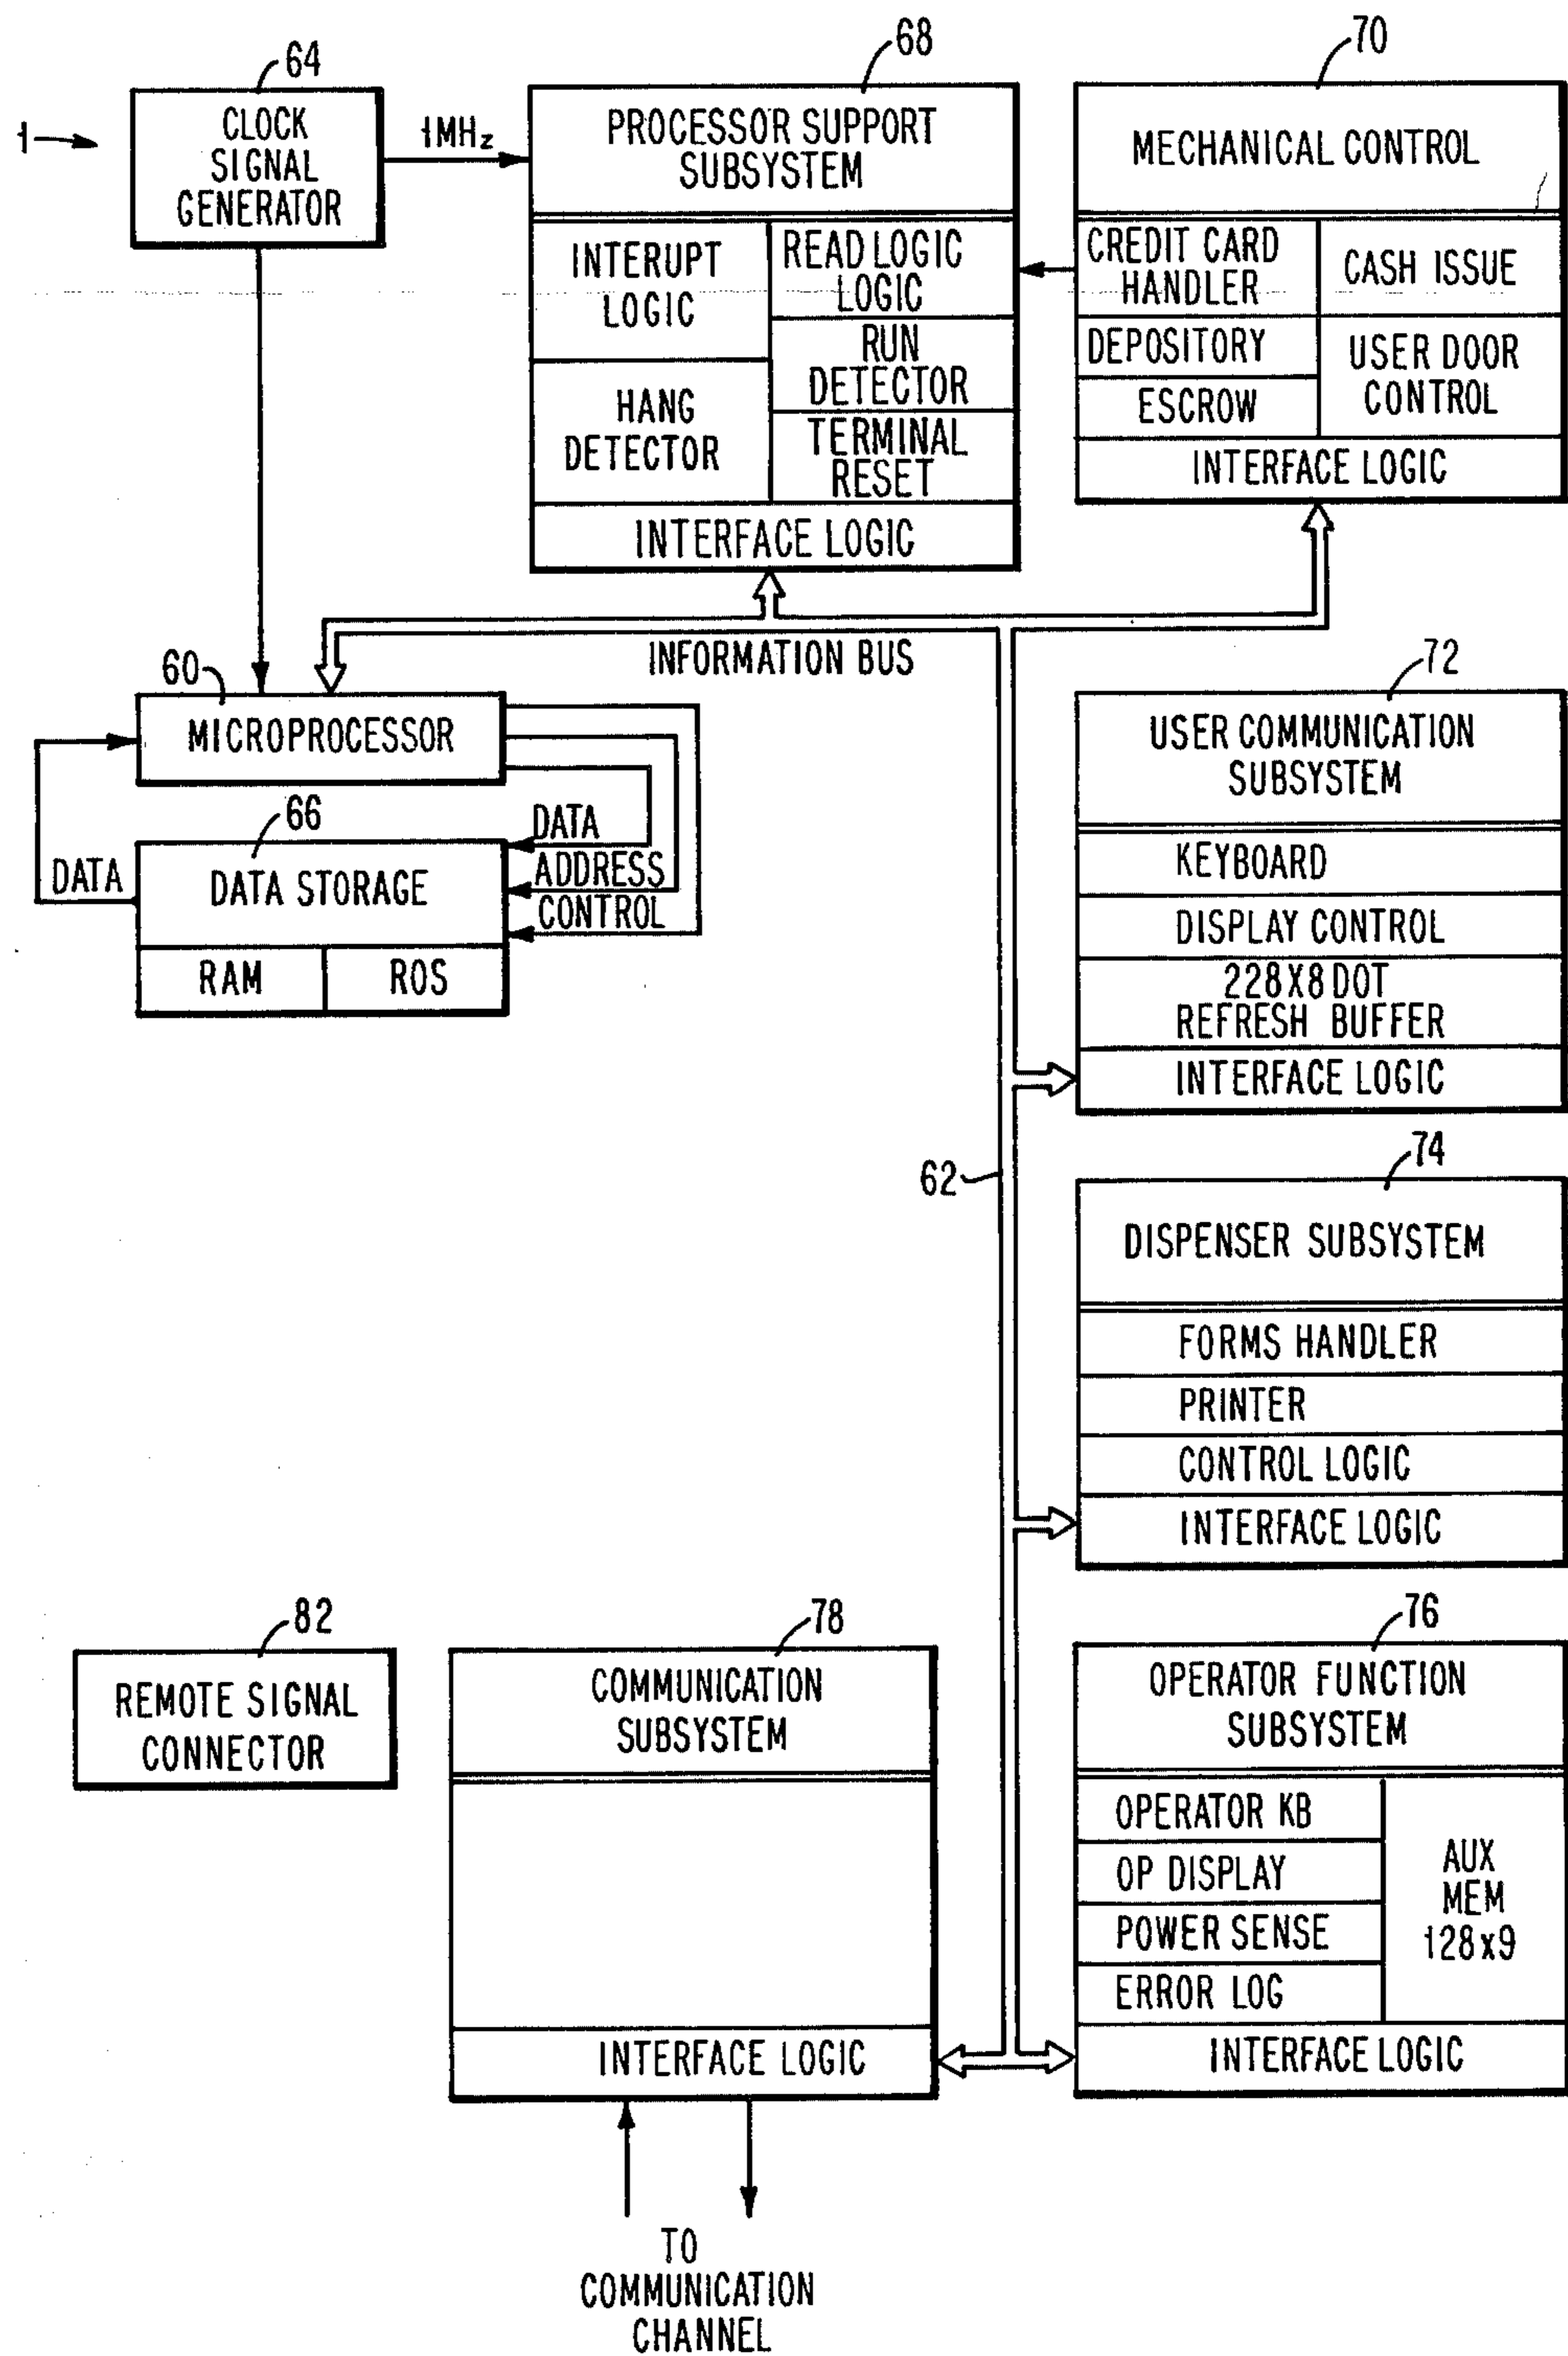 64
1
CLOCK
SIGNAL
GENERATOR
1MHz
68
PROCESSOR SUPPORT
SUBSYSTEM
INTERUPT
LOGIC
READ LOGIC
LOGIC
RUN
DETECTOR
HANG
DETECTOR
TERMINAL
RESET
INTERFACE LOGIC
70
MECHANICAL CONTROL
CREDIT CARD
HANDLER
CASH ISSUE
DEPOSITORY
USER DOOR
CONTROL
ESCROW
INTERFACE LOGIC
INFORMATION BUS
60
MICROPROCESSOR
66
DATA
DATA STORAGE
DATA
ADDRESS
CONTROL
RAM
ROS
72
USER COMMUNICATION
SUBSYSTEM
KEYBOARD
DISPLAY CONTROL
228X8 DOT
REFRESH BUFFER
INTERFACE LOGIC
62
74
DISPENSER SUBSYSTEM
FORMS HANDLER
PRINTER
CONTROL LOGIC
INTERFACE LOGIC
82
REMOTE SIGNAL
CONNECTOR
78
COMMUNICATION
SUBSYSTEM
INTERFACE LOGIC
76
OPERATOR FUNCTION
SUBSYSTEM
OPERATOR KB
OP DISPLAY
POWER SENSE
ERROR LOG
AUX
MEM
128x9
INTERFACE LOGIC
TO
COMMUNICATION
CHANNEL